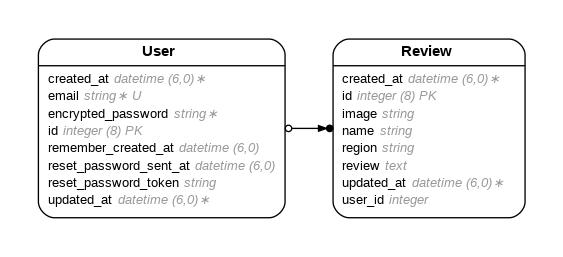 User
created_at datetime (6,0)∗
email string∗ U
encrypted_password string∗
id integer (8) PK
remember_created_at datetime (6,0)
reset_password_sent_at datetime (6,0)
reset_password_token string
updated_at datetime (6,0)∗
Review
created_at datetime (6,0)∗
id integer (8) PK
image string
name string
region string
review text
updated_at datetime (6,0)∗
user_id integer